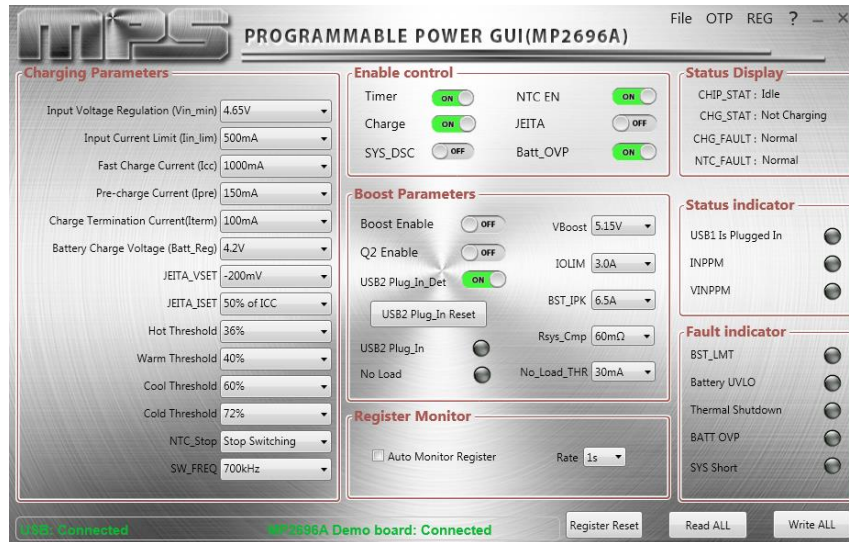 MPS
PROGRAMMABLE POWER GUI(MP2696A)
File OTP REG ? – ×
Charging Parameters
Input Voltage Regulation (Vin_min) 4.65V
Input Current Limit (Iin_lim) 500mA
Fast Charge Current (Icc) 1000mA
Pre-charge Current (Ipre) 150mA
Charge Termination Current(Iterm) 100mA
Battery Charge Voltage (Batt_Reg) 4.2V
JEITA_VSET -200mV
JEITA_ISET 50% of ICC
Hot Threshold 36%
Warm Threshold 40%
Cool Threshold 60%
Cold Threshold 72%
NTC_Stop Stop Switching
SW_FREQ 700kHz
Enable control
Timer ON NTC EN ON
Charge ON JEITA OFF
SYS_DSC OFF Batt_OVP ON
Boost Parameters
Boost Enable OFF
Q2 Enable OFF
USB2 Plug_In_Det ON
USB2 Plug_In Reset
USB2 Plug_In
No Load
VBoost 5.15V
IOLIM 3.0A
BST_IPK 6.5A
Rsys_Cmp 60mΩ
No_Load_THR 30mA
Register Monitor
Auto Monitor Register Rate 1s
Status Display
CHIP_STAT : Idle
CHG_STAT : Not Charging
CHG_FAULT : Normal
NTC_FAULT : Normal
Status indicator
USB1 Is Plugged In
INPPM
VINPPM
Fault indicator
BST_LMT
Battery UVLO
Thermal Shutdown
BATT OVP
SYS Short
USB: Connected MP2696A Demo board: Connected
Register Reset Read ALL Write ALL